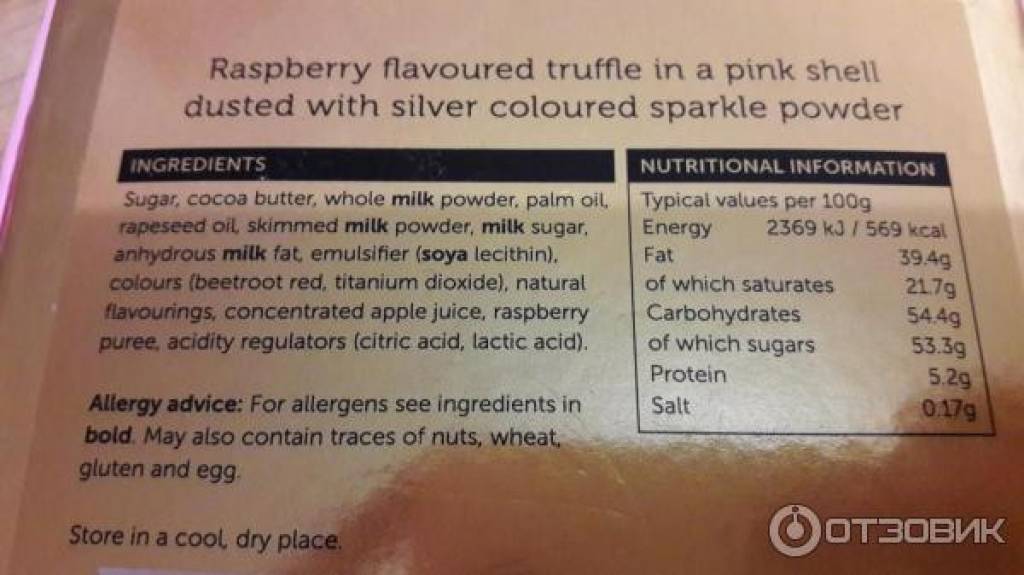 Raspberry flavoured truffle in a pink shell
dusted with silver coloured sparkle powder
INGREDIENTS
Sugar, cocoa butter, whole milk powder, palm oil,
rapeseed oil, skimmed milk powder, milk sugar,
anhydrous milk fat, emulsifier (soya lecithin),
colours (beetroot red, titanium dioxide), natural
flavourings, concentrated apple juice, raspberry
puree, acidity regulators (citric acid, lactic acid).
Allergy advice: For allergens see ingredients in
bold. May also contain traces of nuts, wheat,
gluten and egg.
Store in a cool, dry place.
NUTRITIONAL INFORMATION
Typical values per 100g
Energy 2369 kJ / 569 kcal
Fat 39.4g
of which saturates 21.7g
Carbohydrates 54.4g
of which sugars 53.3g
Protein 5.2g
Salt 0.17g
ОТЗОВИК